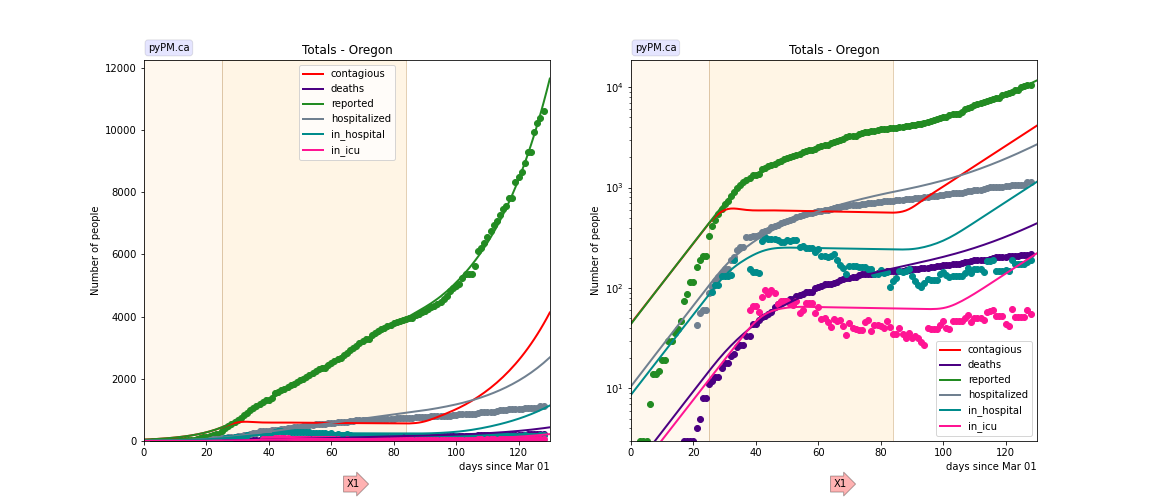 pyPM.ca
Totals - Oregon
Number of people
12000
10000
8000
6000
4000
2000
0
contagious
deaths
reported
hospitalized
in_hospital
in_icu
0 20 40 60 80 100 120
days since Mar 01
X1
pyPM.ca
Totals - Oregon
Number of people
10^4
10^3
10^2
10^1
contagious
deaths
reported
hospitalized
in_hospital
in_icu
0 20 40 60 80 100 120
days since Mar 01
X1